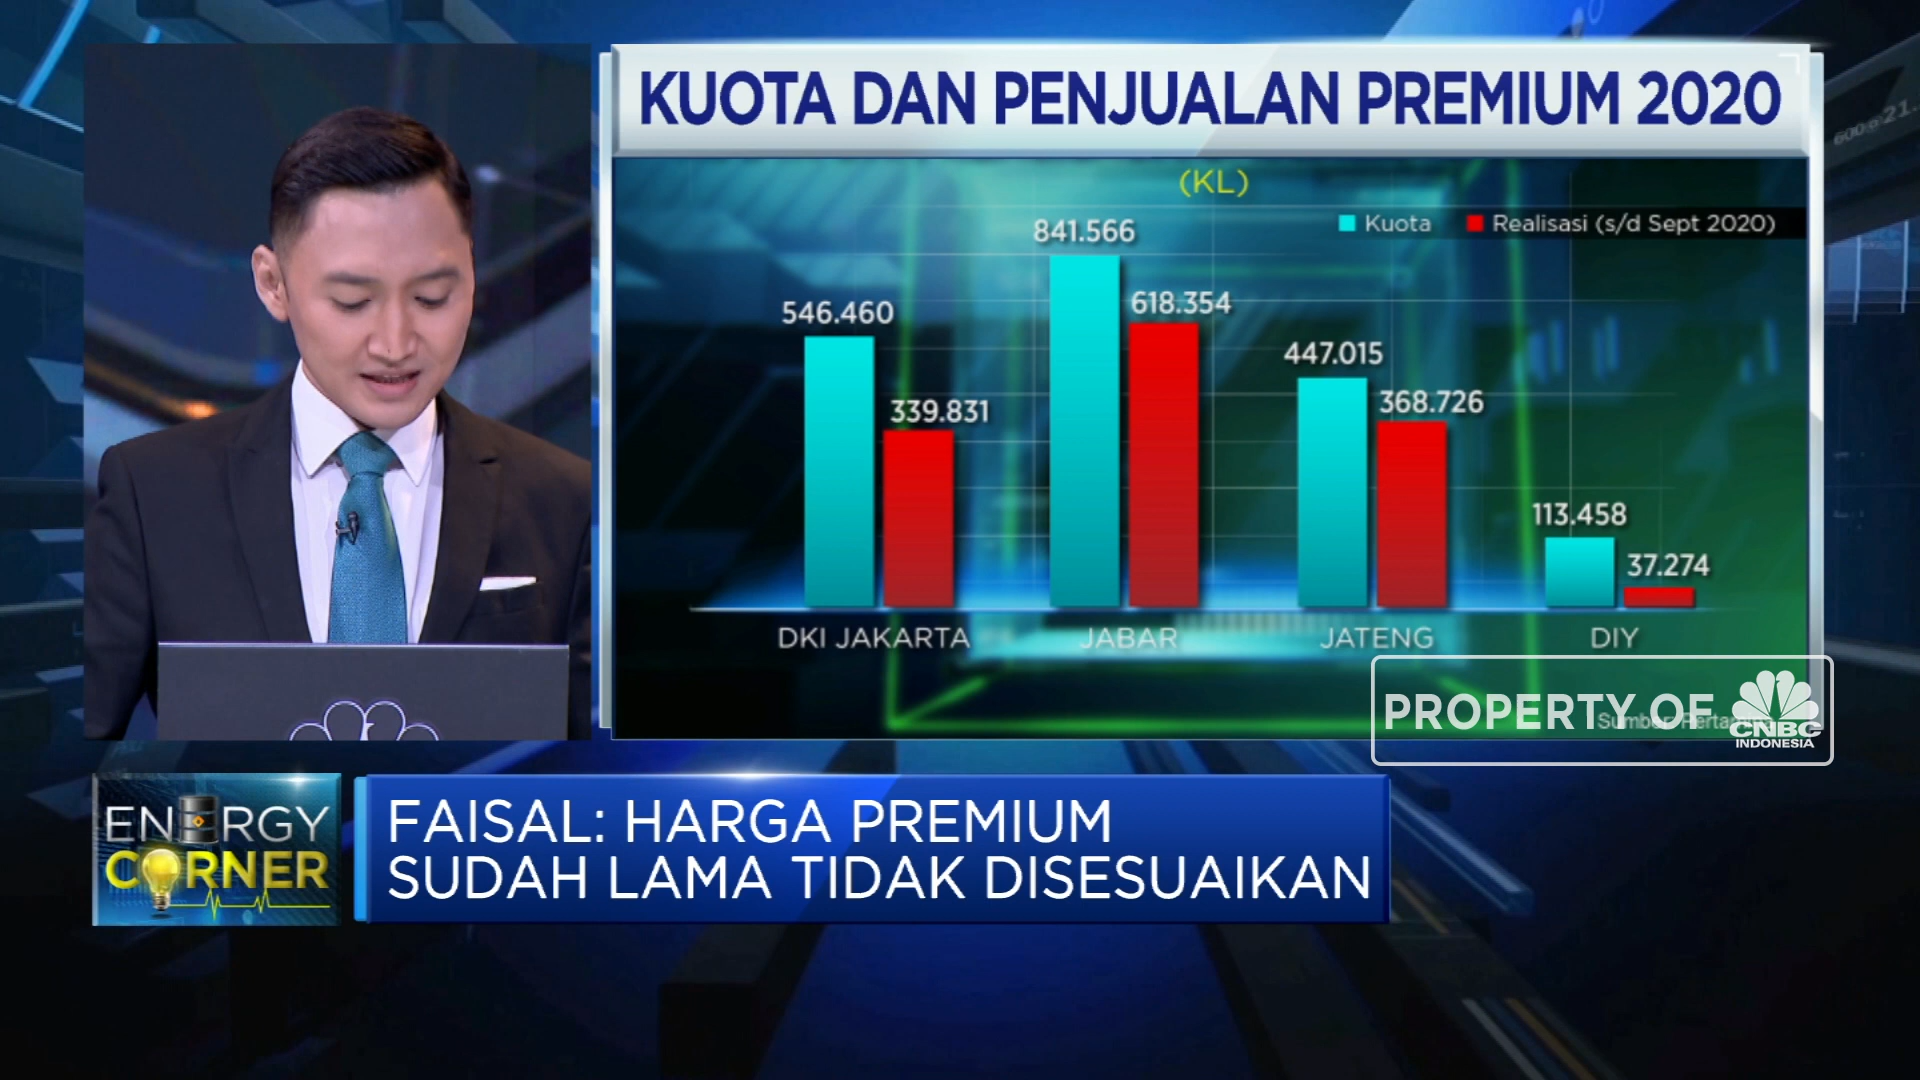 KUOTA DAN PENJUALAN PREMIUM 2020
(KL)
Kuota
Realisasi (s/d Sept 2020)
546.460
339.831
841.566
618.354
447.015
368.726
113.458
37.274
DKI JAKARTA
JABAR
JATENG
DIY
PROPERTY OF
CNBC
INDONESIA
Sumber: Pertamina
ENERGY
CORNER
FAISAL: HARGA PREMIUM
SUDAH LAMA TIDAK DISESUAIKAN